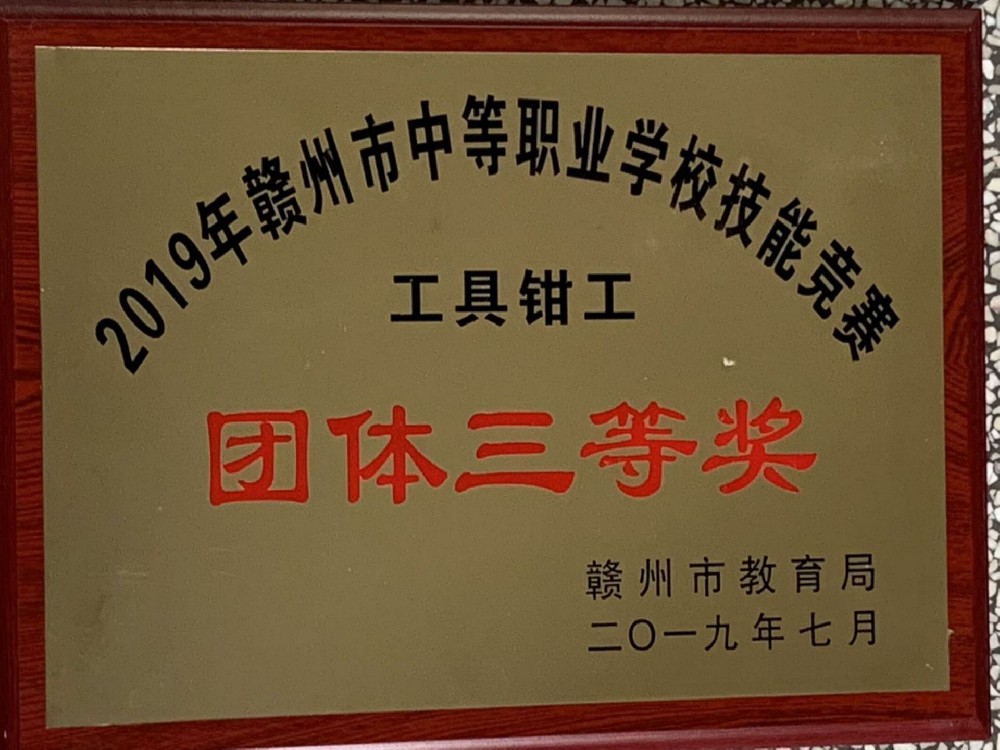 2019年赣州市中等职业学校技能竞赛
工具钳工
团体三等奖
赣州市教育局
二〇一九年七月